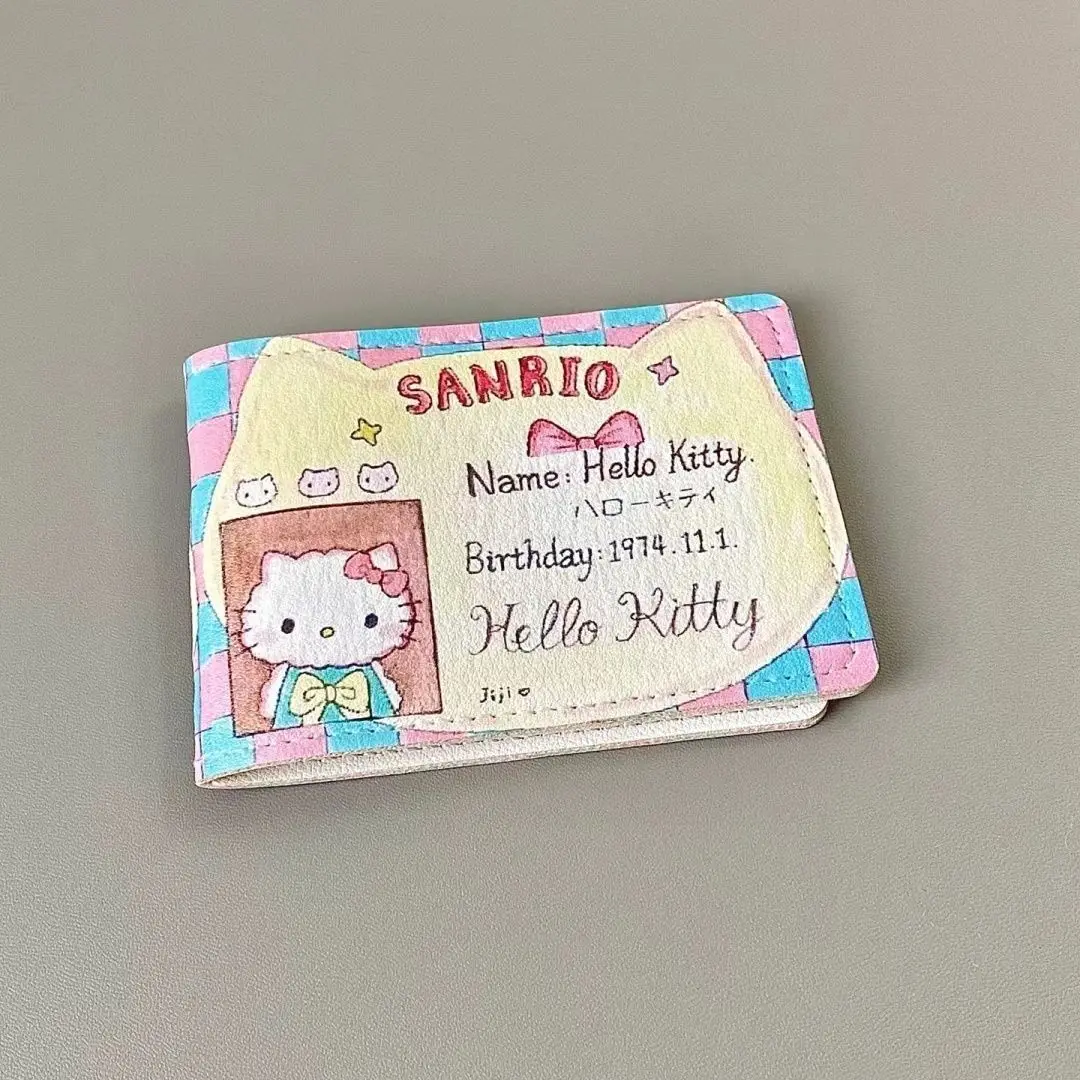 SANRIO
Name: Hello Kitty.
ハローキティ
Birthday: 1974.11.1.
Hello Kitty
Jiji♡